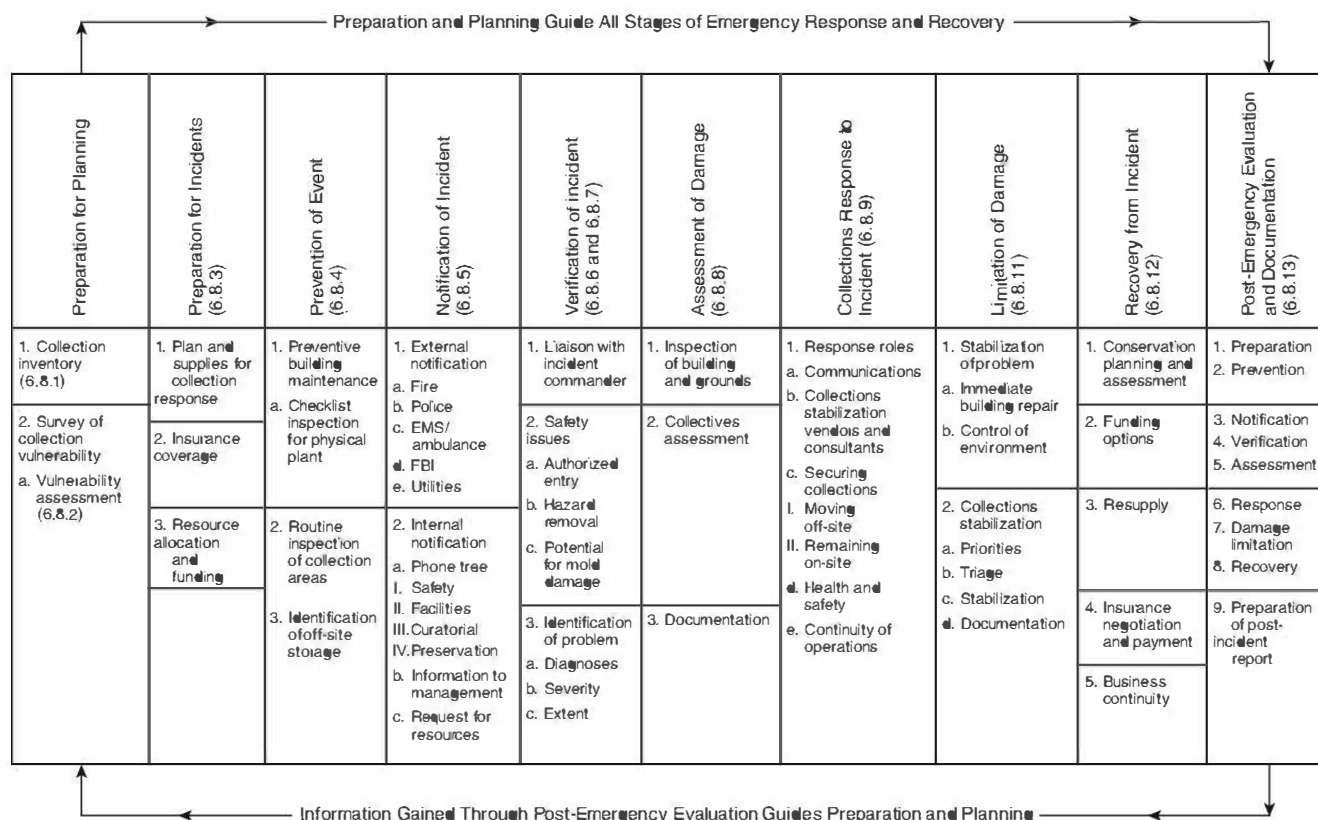 Preparation and Planning Guide All Stages of Emergency Response and Recovery
Preparation for Planning
Preparation for Incidents
(6.8.3)
Prevention of Event
(6.8.4)
Notification of Incident
(6.8.5)
Verification of incident
(6.8.6 and 6.8.7)
Assessment of Damage
(6.8.8)
Collections Response to
Incident (6.8.9)
Limitation of Damage
(6.8.11)
Recovery from Incident
(6.8.12)
Post-Emergency Evaluation
and Documentation
(6.8.13)
1. Collection
inventory
(6.8.1)
2. Survey of
collection
vulnerability
a. Vulnerability
assessment
(6.8.2)
1. Plan and
supplies for
collection
response
2. Insurance
coverage
3. Resource
allocation
and
funding
1. Preventive
building
maintenance
a. Checklist
inspection
for physical
plant
2. Routine
inspection
of collection
areas
3. Identification
of off-site
storage
1. External
notification
a. Fire
b. Police
c. EMS/
ambulance
d. FBI
e. Utilities
2. Internal
notification
a. Phone tree
I. Safety
II. Facilities
III. Curatorial
IV. Preservation
b. Information to
management
c. Request for
resources
1. Liaison with
incident
commander
2. Safety
issues
a. Authorized
entry
b. Hazard
removal
c. Potential
for mold
damage
3. Identification
of problem
a. Diagnoses
b. Severity
c. Extent
1. Inspection
of building
and grounds
2. Collectives
assessment
3. Documentation
1. Response roles
a. Communications
b. Collections
stabilization
vendors and
consultants
c. Securing
collections
I. Moving
off-site
II. Remaining
on-site
d. Health and
safety
e. Continuity of
operations
1. Stabilization
of problem
a. Immediate
building repair
b. Control of
environment
2. Collections
stabilization
a. Priorities
b. Triage
c. Stabilization
d. Documentation
1. Conservation
planning and
assessment
2. Funding
options
3. Resupply
4. Insurance
negotiation
and payment
5. Business
continuity
1. Preparation
2. Prevention
3. Notification
4. Verification
5. Assessment
6. Response
7. Damage
limitation
8. Recovery
9. Preparation
of post-
incident
report
Information Gained Through Post-Emergency Evaluation Guides Preparation and Planning